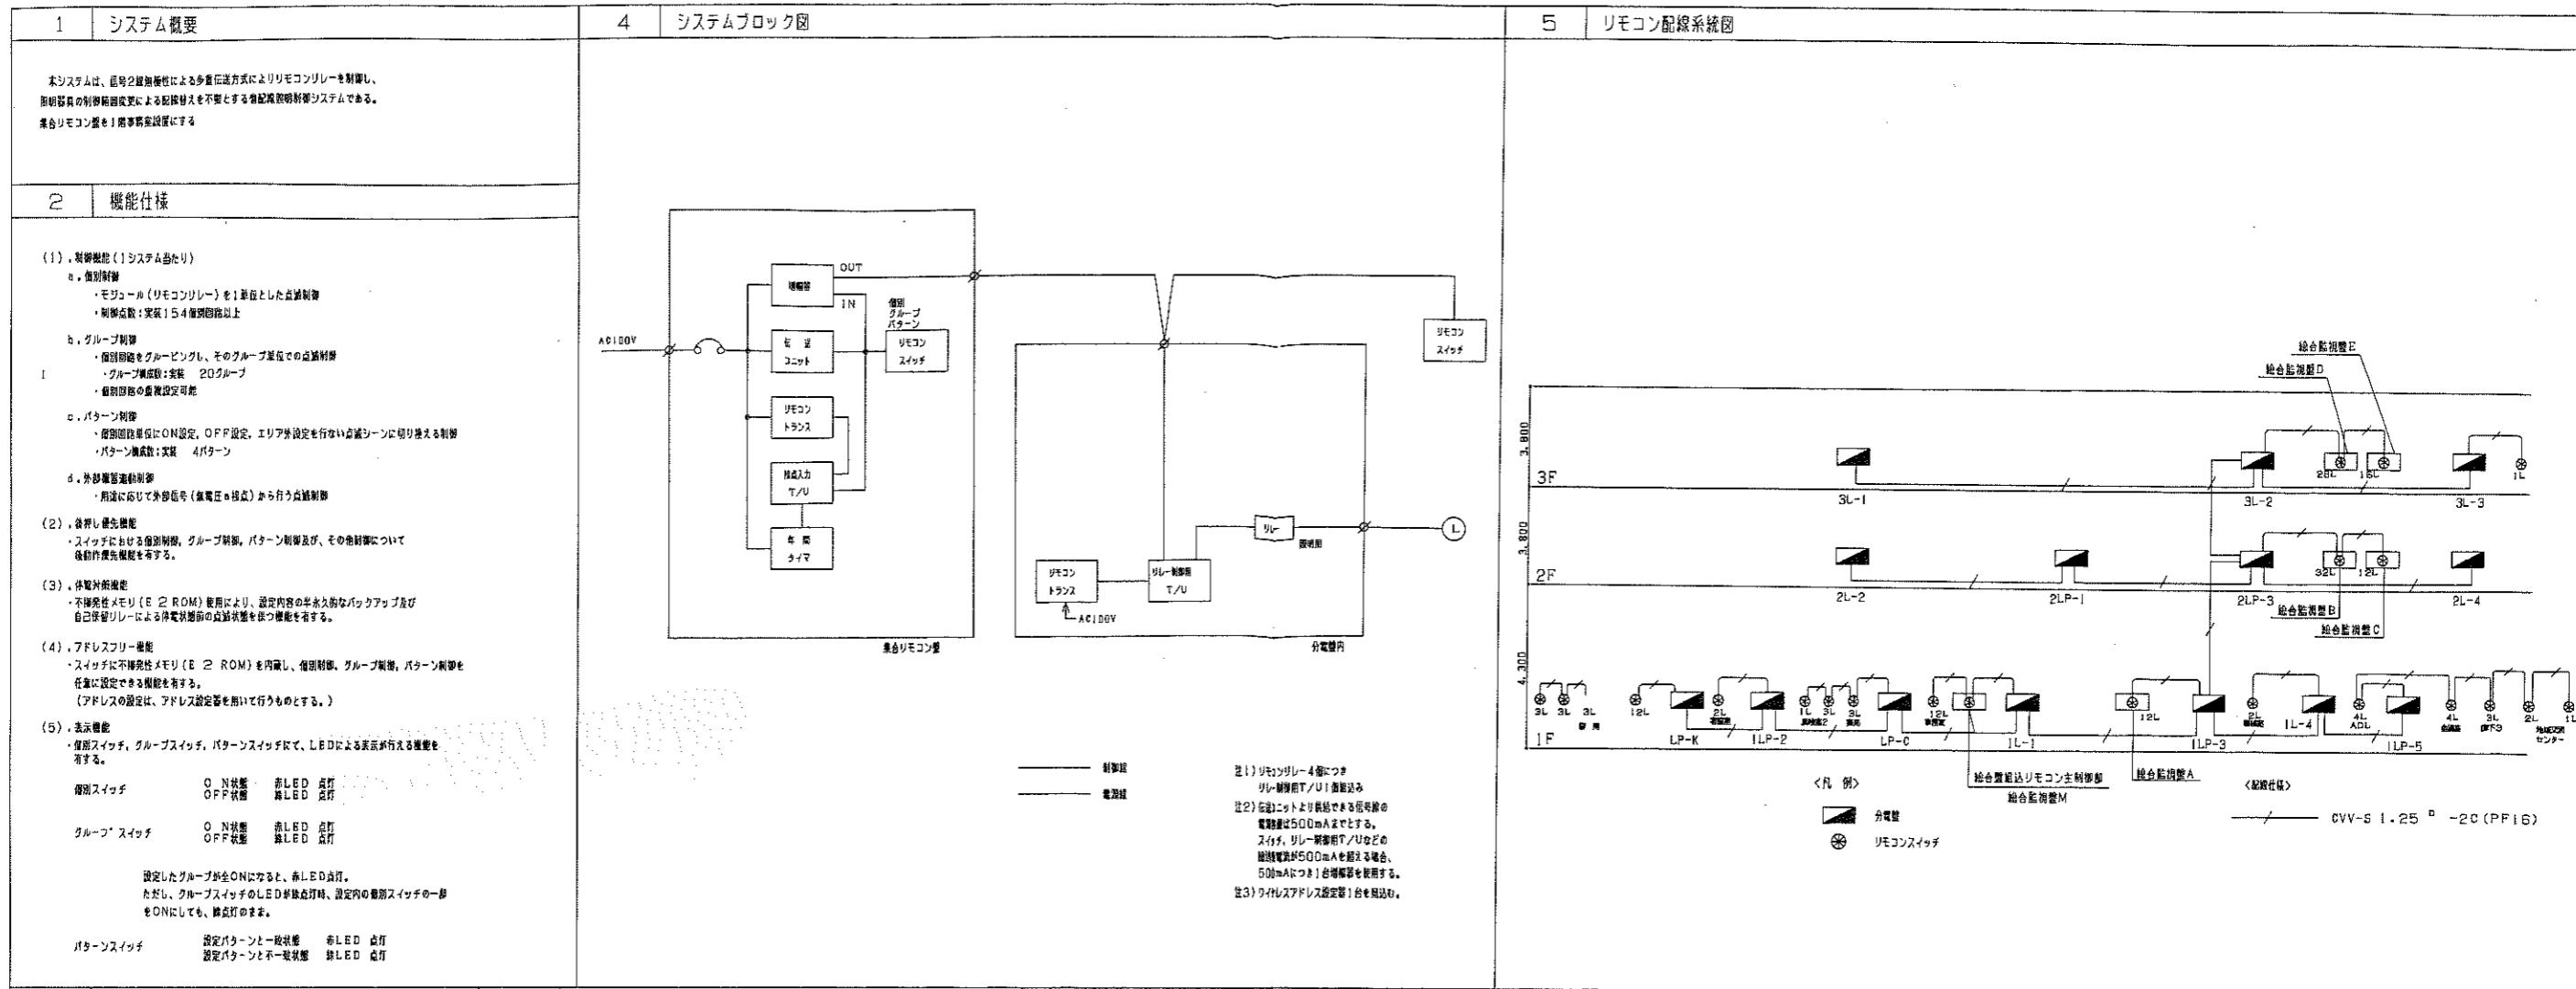 1 システム概要
本システムは、信号2線無極性による多重伝送方式によりリモコンリレーを制御し、
照明器具の制御範囲変更による配線替えを不要とする省配線照明制御システムである。
集合リモコン盤を1階事務室設置にする
2 機能仕様
(1).制御機能(1システム当たり)
a.個別制御
・モジュール(リモコンリレー)を1単位とした点滅制御
・制御点数:実装154個別回路以上
b.グループ制御
・個別回路をグルーピングし、そのグループ単位での点滅制御
・グループ構成数:実装 20グループ
・個別回路の重複設定可能
c.パターン制御
・個別回路単位にON設定、OFF設定、エリア外設定を行ない点滅シーンに切り換える制御
・パターン構成数:実装 4パターン
d.外部機器連動制御
・用途に応じて外部信号(無電圧a接点)から行う点滅制御
(2).後押し優先機能
・スイッチにおける個別制御、グループ制御、パターン制御及び、その他制御について
後動作優先機能を有する。
(3).停電対策機能
・不揮発性メモリ(E 2 ROM)使用により、設定内容の半永久的なバックアップ及び
自己保持リレーによる停電状態前の点滅状態を保つ機能を有する。
(4).アドレスフリー機能
・スイッチに不揮発性メモリ(E 2 ROM)を内蔵し、個別制御、グループ制御、パターン制御を
任意に設定できる機能を有する。
(アドレスの設定は、アドレス設定器を用いて行うものとする。)
(5).表示機能
・個別スイッチ、グループスイッチ、パターンスイッチにて、LEDによる表示が行える機能を
有する。
個別スイッチ O N状態 赤LED 点灯
OFF状態 緑LED 点灯
グループ スイッチ O N状態 赤LED 点灯
OFF状態 緑LED 点灯
設定したグループが全ONになると、赤LED点灯。
ただし、グループスイッチのLEDが緑点灯時、設定内の個別スイッチの一部
をONにしても、緑点灯のまま。
パターンスイッチ 設定パターンと一致状態 赤LED 点灯
設定パターンと不一致状態 緑LED 点灯
4 システムブロック図
AC100V
増幅器
OUT
IN
個別
グループ
パターン
伝送
ユニット
リモコン
スイッチ
リモコン
トランス
接点入力
T/U
年間
タイマ
集合リモコン盤
リモコン
スイッチ
リモコン
トランス
AC100V
リレー制御用
T/U
リレー
照明用
L
分電盤内
制御線
電源線
注1)リモコンリレー4個につき
リレー制御用T/U1個組込み
注2)伝送ユニットより供給できる信号線の
電源容量は500mAまでとする。
スイッチ、リレー制御用T/Uなどの
総消費電流が500mAを超える場合、
500mAにつき1台増幅器を使用する。
注3)ワイヤレスアドレス設定器1台を見込む。
5 リモコン配線系統図
総合監視盤E
総合監視盤D
3,800
3F
3L-1
3L-2
28L
16L
3L-3
1L
3,800
2F
2L-2
2LP-1
2LP-3
32L
12L
2L-4
総合監視盤B
総合監視盤C
4,300
1F
3L 3L 3L
12L
LP-K
2L
1LP-2
1L 3L 3L
LP-C
12L
1L-1
12L
1LP-3
2L
1L-4
4L
ADL
1LP-5
4L
会議室
3L
廊下3
2L
1L
地域交流
センター
総合盤組込リモコン主制御部
総合監視盤M
総合監視盤A
〈凡 例〉
分電盤
リモコンスイッチ
〈配線仕様〉
CVV-S 1.25 □ -2C(PF16)